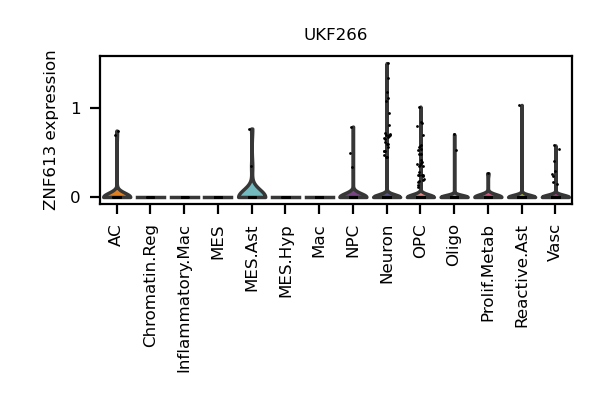 UKF266
ZNF613 expression
1
0
AC
Chromatin.Reg
Inflammatory.Mac
MES
MES.Ast
MES.Hyp
Mac
NPC
Neuron
OPC
Oligo
Prolif.Metab
Reactive.Ast
Vasc